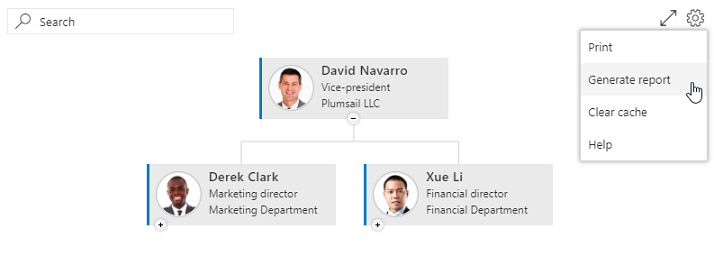 Search
Print
Generate report
Clear cache
Help
David Navarro
Vice-president
Plumsail LLC
Derek Clark
Marketing director
Marketing Department
Xue Li
Financial director
Financial Department